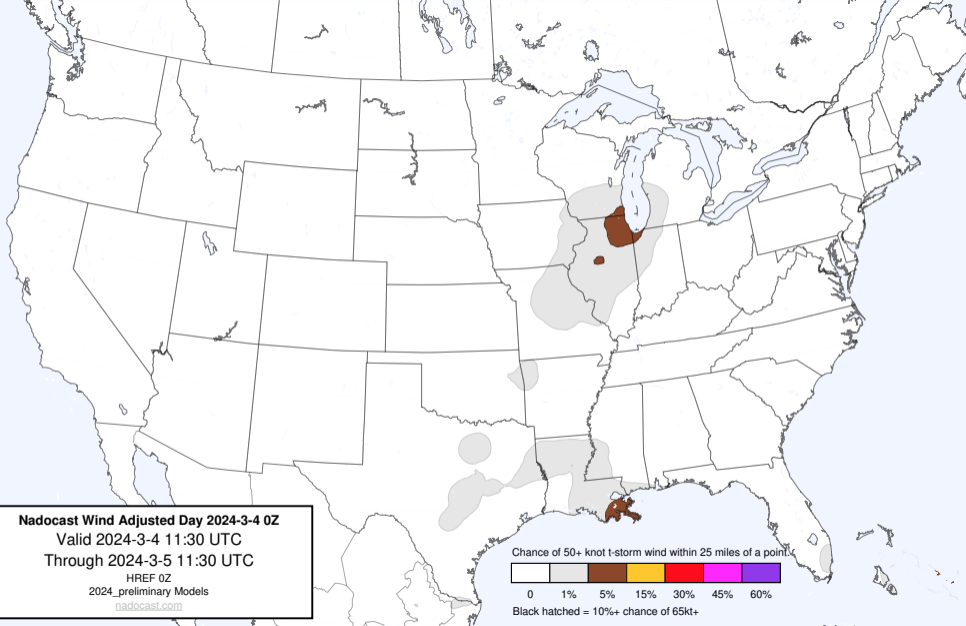 Nadocast Wind Adjusted Day 2024-3-4 0Z
Valid 2024-3-4 11:30 UTC
Through 2024-3-5 11:30 UTC
HREF 0Z
2024_preliminary Models
nadocast.com
Chance of 50+ knot t-storm wind within 25 miles of a point.
0 1% 5% 15% 30% 45% 60%
Black hatched = 10%+ chance of 65kt+